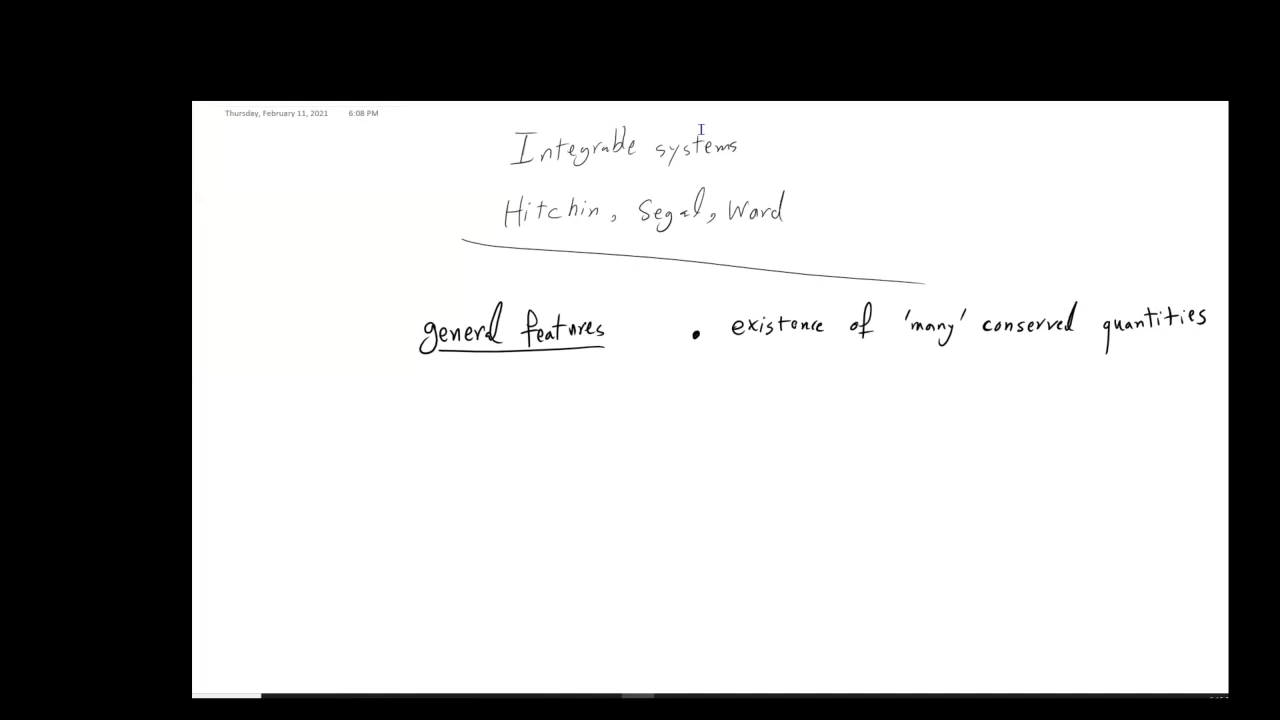 Thursday, February 11, 2021 6:08 PM
Integrable systems
Hitchin, Segal, Ward
general features • existence of 'many' conserved quantities